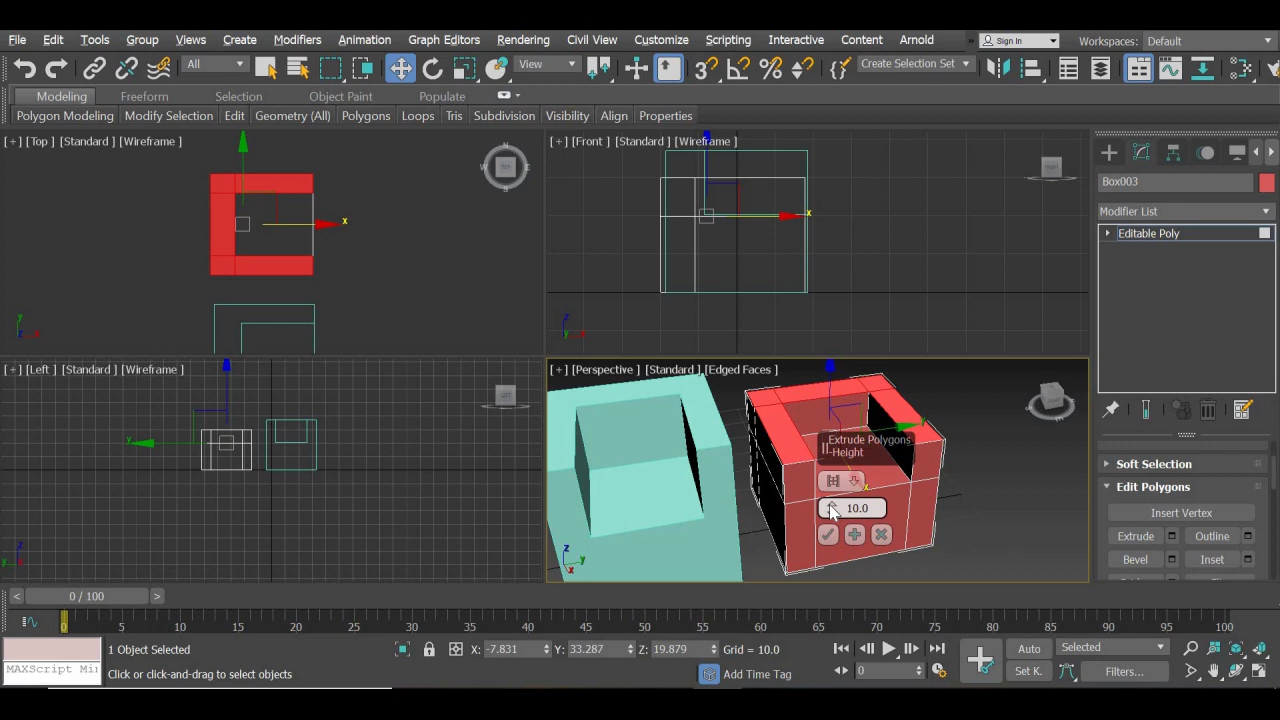 File Edit Tools Group Views Create Modifiers Animation Graph Editors Rendering Civil View Customize Scripting Interactive Content Arnold » Sign In Workspaces: Default
All View Create Selection Set
Modeling Freeform Selection Object Paint Populate
Polygon Modeling Modify Selection Edit Geometry (All) Polygons Loops Tris Subdivision Visibility Align Properties
[+] [Top] [Standard] [Wireframe]
[+] [Front] [Standard] [Wireframe]
Box003
Modifier List
Editable Poly
[+] [Left] [Standard] [Wireframe]
[+] [Perspective] [Standard] [Edged Faces]
Extrude Polygons
-Height
10.0
Soft Selection
Edit Polygons
Insert Vertex
Extrude Outline
Bevel Inset
< 0 / 100 >
0 5 10 15 20 25 30 35 40 45 50 55 60 65 70 75 80 85 90 95 100
1 Object Selected X: -7.831 Y: 33.287 Z: 19.879 Grid = 10.0 Auto Selected
MAXScript Min
Click or click-and-drag to select objects Add Time Tag 0 Set K. Filters...